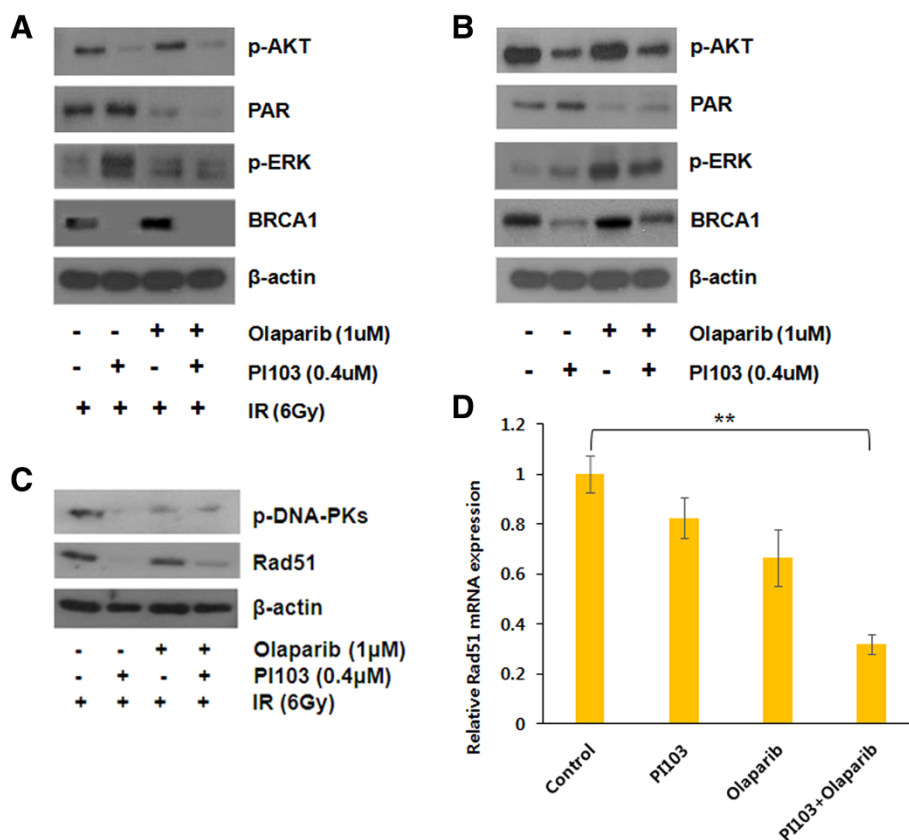 A
p-AKT
PAR
p-ERK
BRCA1
β-actin
- - + + Olaparib (1uM)
- + - + PI103 (0.4uM)
+ + + + IR (6Gy)
B
p-AKT
PAR
p-ERK
BRCA1
β-actin
- - + + Olaparib (1uM)
- + - + PI103 (0.4uM)
C
p-DNA-PKs
Rad51
β-actin
- - + + Olaparib (1μM)
- + - + PI103 (0.4μM)
+ + + + IR (6Gy)
D
Relative Rad51 mRNA expression
1.2
1
0.8
0.6
0.4
0.2
0
**
Control
PI103
Olaparib
PI103+Olaparib